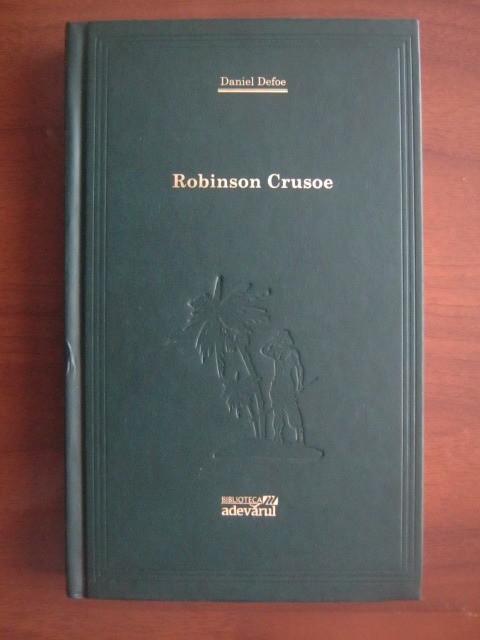 Daniel Defoe
Robinson Crusoe
BIBLIOTECA
adevărul